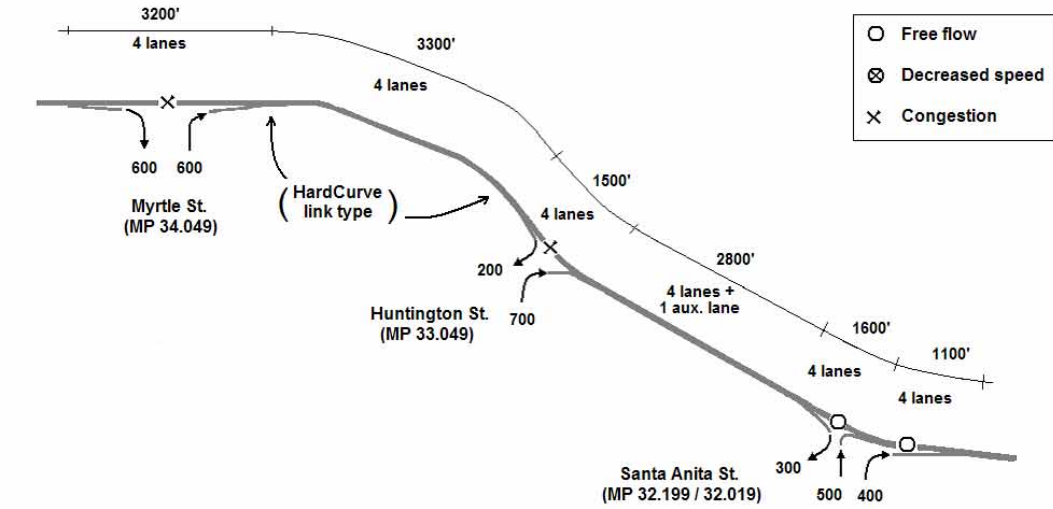 3200'
4 lanes
3300'
4 lanes
Free flow
Decreased speed
Congestion
600
600
Myrtle St.
(MP 34.049)
(HardCurve
link type)
1500'
4 lanes
200
Huntington St.
(MP 33.049)
700
2800'
4 lanes +
1 aux. lane
1600'
4 lanes
1100'
4 lanes
300
Santa Anita St.
(MP 32.199 / 32.019)
500
400